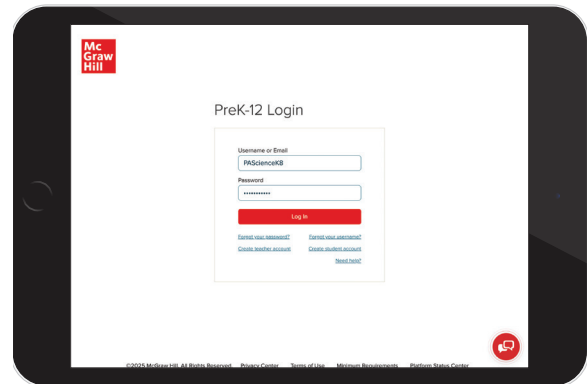 Mc
Graw
Hill
PreK-12 Login
Username or Email
PAScienceK8
Password
•••••••••••
Log In
Forgot your password? Forgot your username?
Create teacher account Create student account
Need help?
©2025 McGraw Hill. All Rights Reserved. Privacy Center Terms of Use Minimum Requirements Platform Status Center